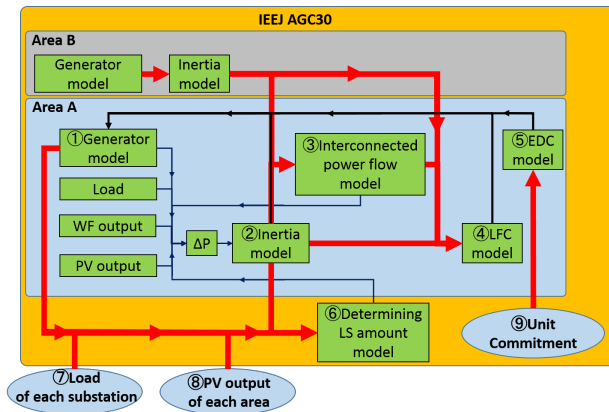 IEEJ AGC30
Area B
Generator
model
Inertia
model
Area A
①Generator
model
Load
WF output
PV output
ΔP
②Inertia
model
③Interconnected
power flow
model
④LFC
model
⑤EDC
model
⑥Determining
LS amount
model
⑦Load
of each substation
⑧PV output
of each area
⑨Unit
Commitment